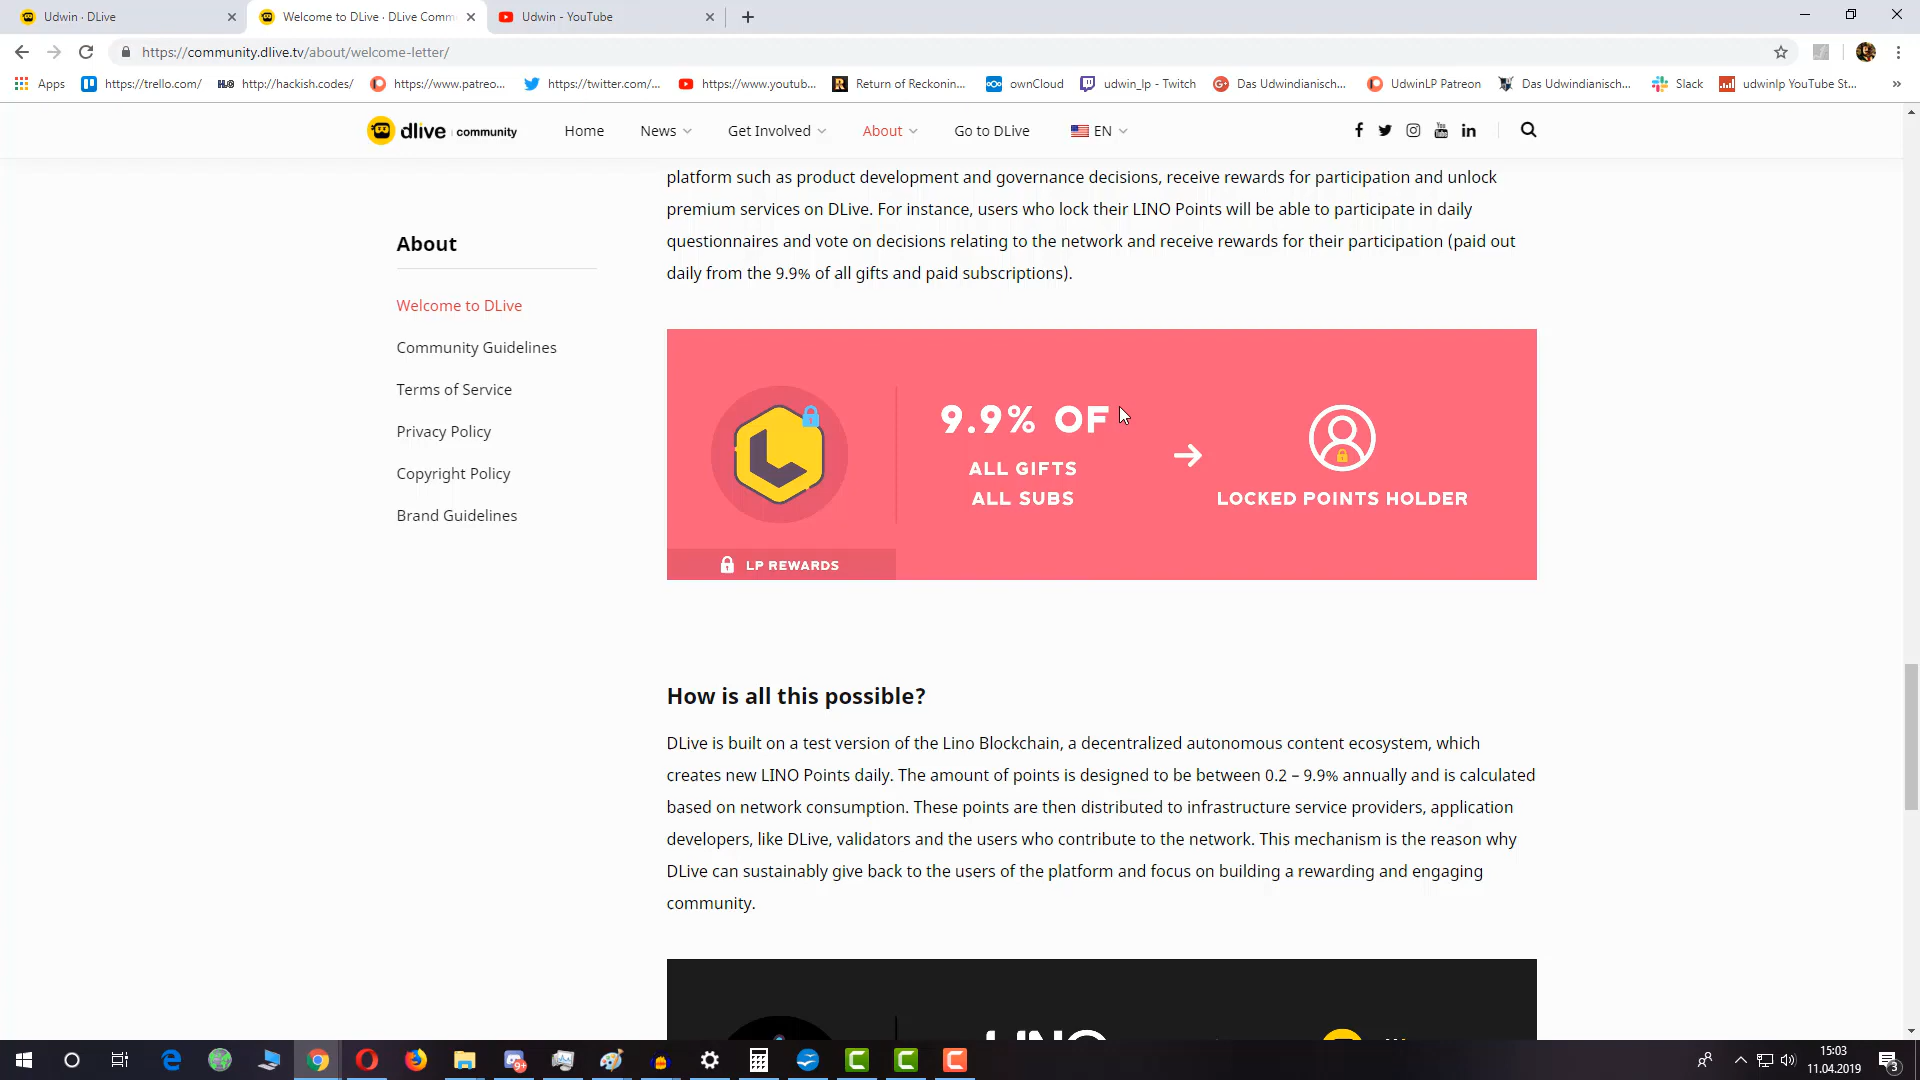 Udwin · DLive
Welcome to DLive · DLive Comm
Udwin - YouTube
https://community.dlive.tv/about/welcome-letter/
Apps
https://trello.com/
http://hackish.codes/
https://www.patreo...
https://twitter.com/...
https://www.youtub...
Return of Reckonin...
ownCloud
udwin_lp - Twitch
Das Udwindianisch...
UdwinLP Patreon
Das Udwindianisch...
Slack
udwinlp YouTube St...
»
dlive community
Home
News
Get Involved
About
Go to DLive
EN
About
Welcome to DLive
Community Guidelines
Terms of Service
Privacy Policy
Copyright Policy
Brand Guidelines
platform such as product development and governance decisions, receive rewards for participation and unlock
premium services on DLive. For instance, users who lock their LINO Points will be able to participate in daily
questionnaires and vote on decisions relating to the network and receive rewards for their participation (paid out
daily from the 9.9% of all gifts and paid subscriptions).
9.9% OF
ALL GIFTS
ALL SUBS
LOCKED POINTS HOLDER
LP REWARDS
How is all this possible?
DLive is built on a test version of the Lino Blockchain, a decentralized autonomous content ecosystem, which
creates new LINO Points daily. The amount of points is designed to be between 0.2 – 9.9% annually and is calculated
based on network consumption. These points are then distributed to infrastructure service providers, application
developers, like DLive, validators and the users who contribute to the network. This mechanism is the reason why
DLive can sustainably give back to the users of the platform and focus on building a rewarding and engaging
community.
LINO
15:03
11.04.2019
3